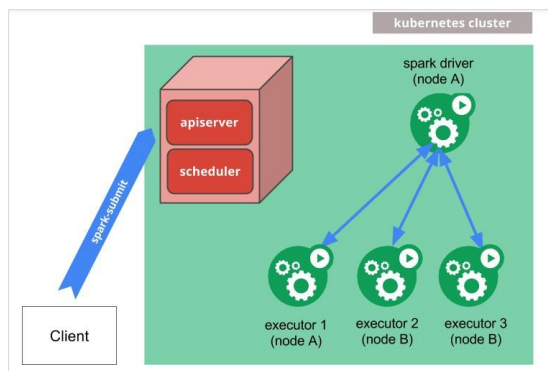 kubernetes cluster
spark driver
(node A)
apiserver
scheduler
spark-submit
executor 1
(node A)
executor 2
(node B)
executor 3
(node B)
Client